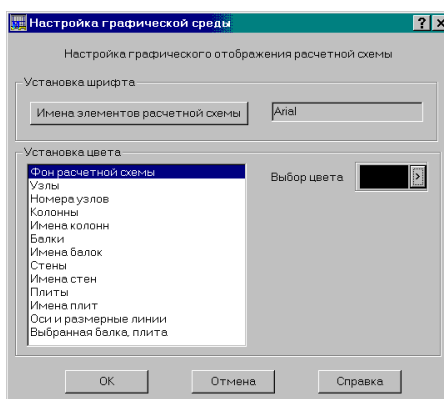 Настройка графической среды
Настройка графического отображения расчетной схемы
Установка шрифта
Имена элементов расчетной схемы
Arial
Установка цвета
Фон расчетной схемы
Узлы
Номера узлов
Колонны
Имена колонн
Балки
Имена балок
Стены
Имена стен
Плиты
Имена плит
Оси и размерные линии
Выбранная балка, плита
Выбор цвета
OK
Отмена
Справка